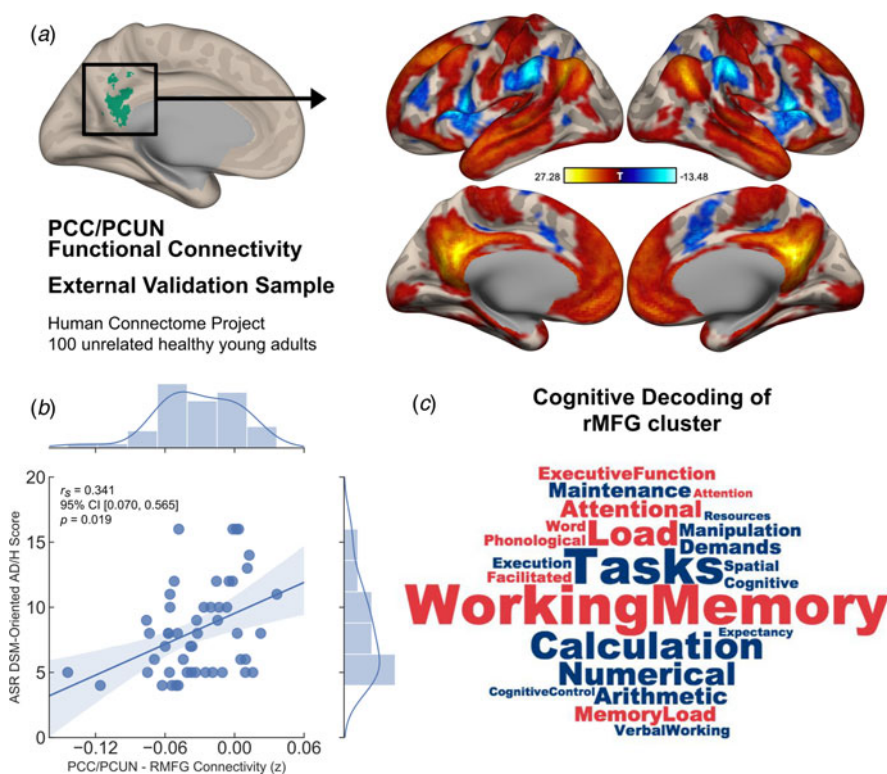 (a)
PCC/PCUN
Functional Connectivity
External Validation Sample
Human Connectome Project
100 unrelated healthy young adults
27.28 T -13.48
(b)
rs = 0.341
95% CI [0.070, 0.565]
p = 0.019
ASR DSM-Oriented AD/H Score
20
15
10
5
0
−0.12 −0.06 0.00 0.06
PCC/PCUN - RMFG Connectivity (z)
(c)
Cognitive Decoding of
rMFG cluster
ExecutiveFunction
Maintenance Attention
Attentional Resources
Word Load Manipulation
Phonological Demands
Execution Tasks Spatial
Facilitated Cognitive
WorkingMemory
Calculation Expectancy
Numerical
CognitiveControl Arithmetic
MemoryLoad
VerbalWorking